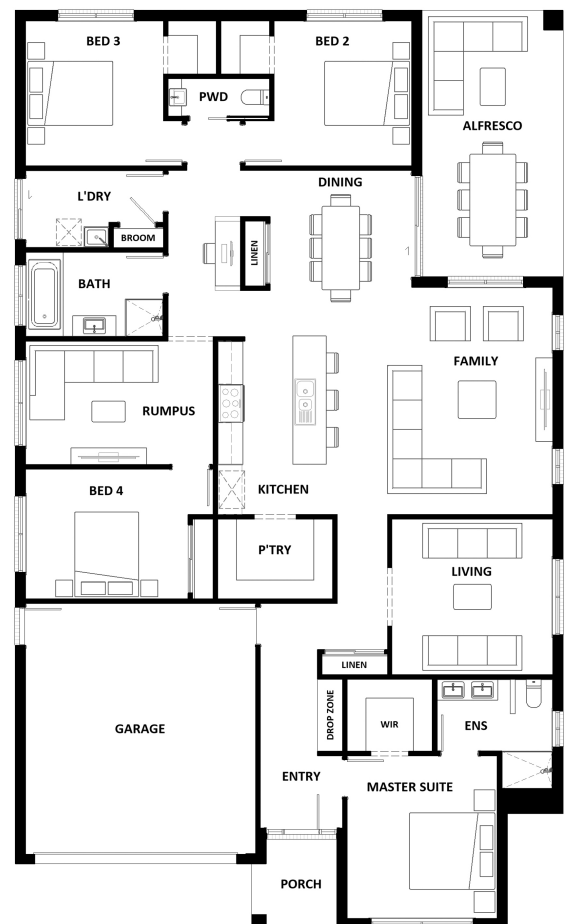 BED 3
BED 2
PWD
ALFRESCO
L'DRY
DINING
BROOM
LINEN
BATH
FAMILY
RUMPUS
KITCHEN
BED 4
P'TRY
LIVING
LINEN
DROP ZONE
WIR
ENS
GARAGE
ENTRY
MASTER SUITE
PORCH